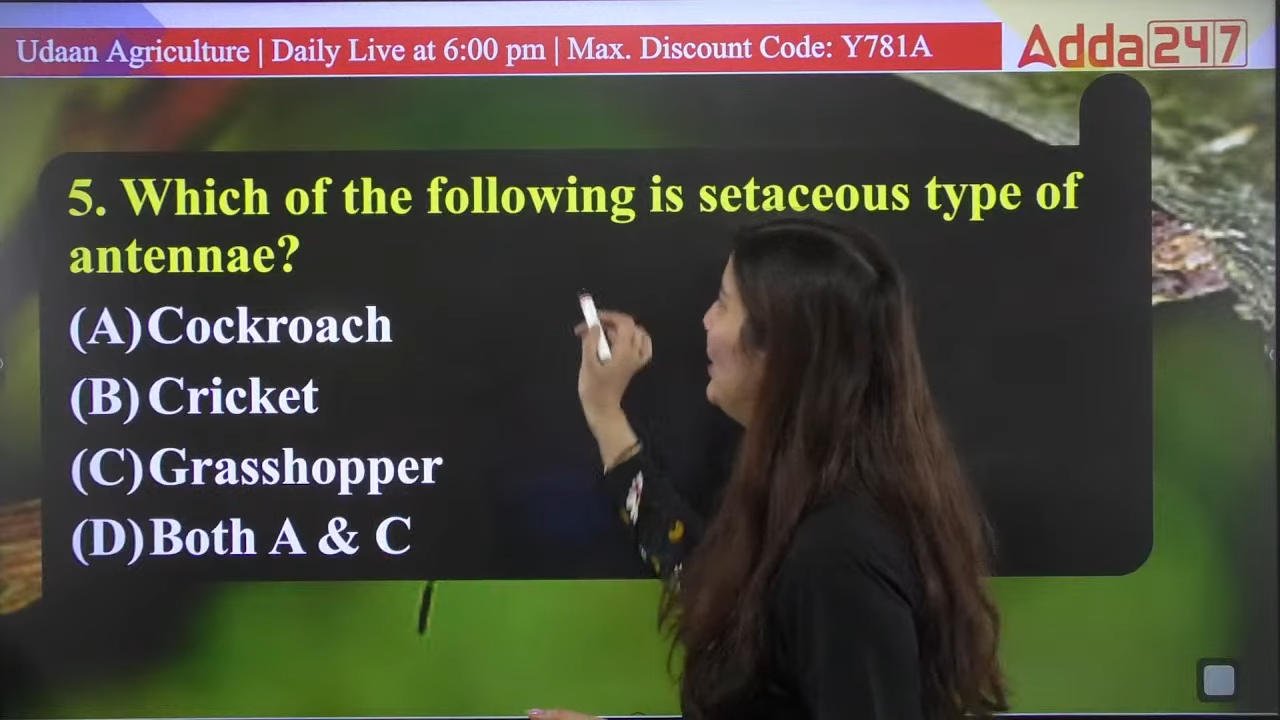 Udaan Agriculture | Daily Live at 6:00 pm | Max. Discount Code: Y781A
Adda247
5. Which of the following is setaceous type of
antennae?
(A) Cockroach
(B) Cricket
(C) Grasshopper
(D) Both A & C